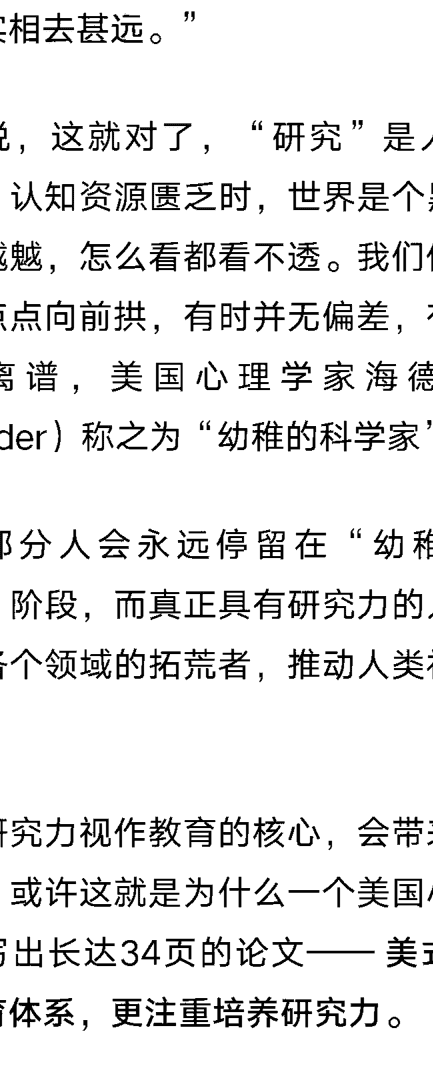 相去甚远。”
，这就对了，“研究”是
认知资源匮乏时，世界是个
越，怎么看都看不透。我们
点向前拱，有时并无偏差，
离谱，美国心理学家海德
der）称之为“幼稚的科学家”
部分人会永远停留在“幼稚
阶段，而真正具有研究力的
各个领域的拓荒者，推动人类
研究力视作教育的核心，会带
或许这就是为什么一个美国
写出长达34页的论文—— 美式
育体系，更注重培养研究力。